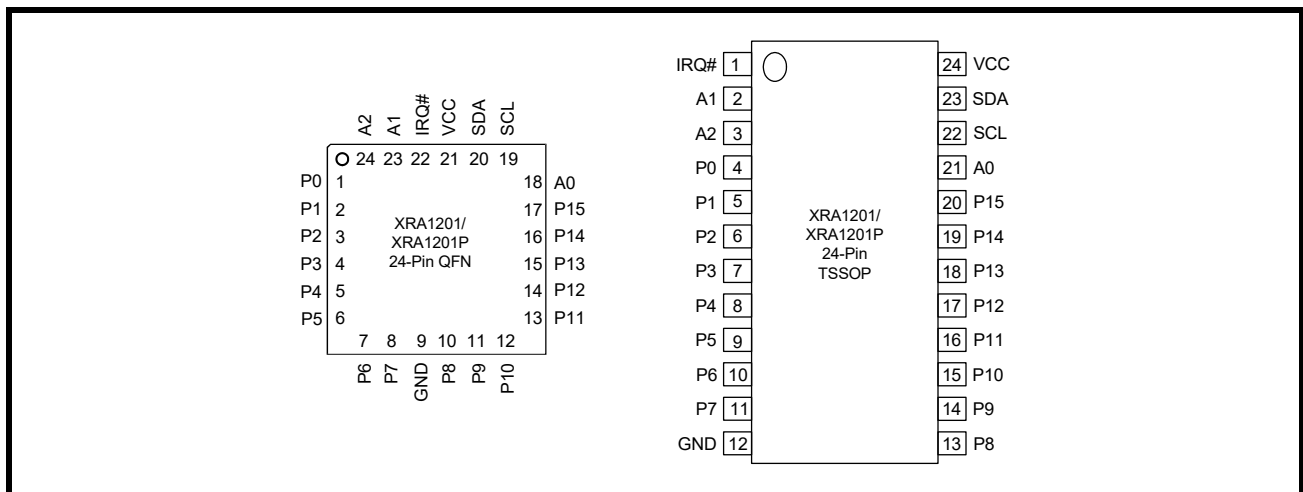 A2 A1 IRQ# VCC SDA SCL
24 23 22 21 20 19
P0 1 18 A0
P1 2 17 P15
P2 3 16 P14
P3 4 15 P13
P4 5 14 P12
P5 6 13 P11
XRA1201/
XRA1201P
24-Pin QFN
7 8 9 10 11 12
P6 P7 GND P8 P9 P10
IRQ# 1 24 VCC
A1 2 23 SDA
A2 3 22 SCL
P0 4 21 A0
P1 5 20 P15
P2 6 19 P14
P3 7 18 P13
P4 8 17 P12
P5 9 16 P11
P6 10 15 P10
P7 11 14 P9
GND 12 13 P8
XRA1201/
XRA1201P
24-Pin
TSSOP